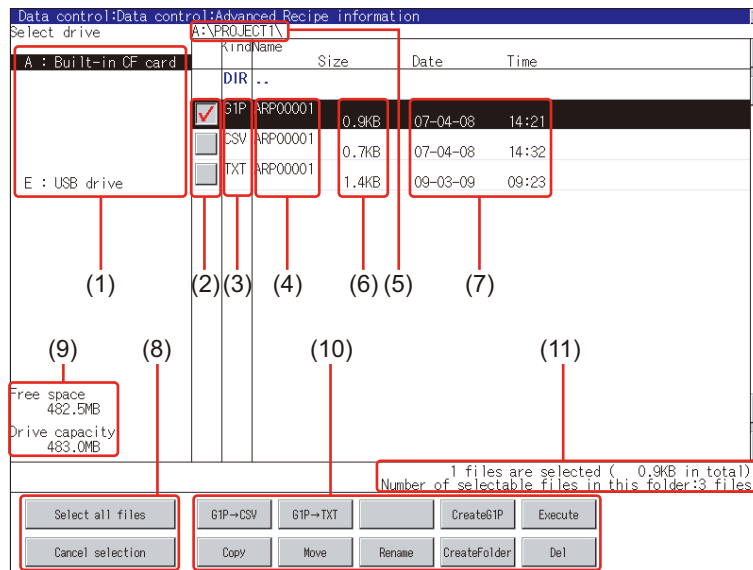 Data control:Data control:Advanced Recipe information
Select drive A:\PROJECT1\
Kind Name Size Date Time
A : Built-in CF card
DIR ..
G1P ARP00001 0.9KB 07-04-08 14:21
CSV ARP00001 0.7KB 07-04-08 14:32
TXT ARP00001 1.4KB 09-03-09 09:23
E : USB drive
(1) (2) (3) (4) (6) (5) (7)
(9) (8) (10) (11)
Free space
482.5MB
Drive capacity
483.0MB
1 files are selected ( 0.9KB in total)
Number of selectable files in this folder:3 files
Select all files G1P→CSV G1P→TXT CreateG1P Execute
Cancel selection Copy Move Rename CreateFolder Del